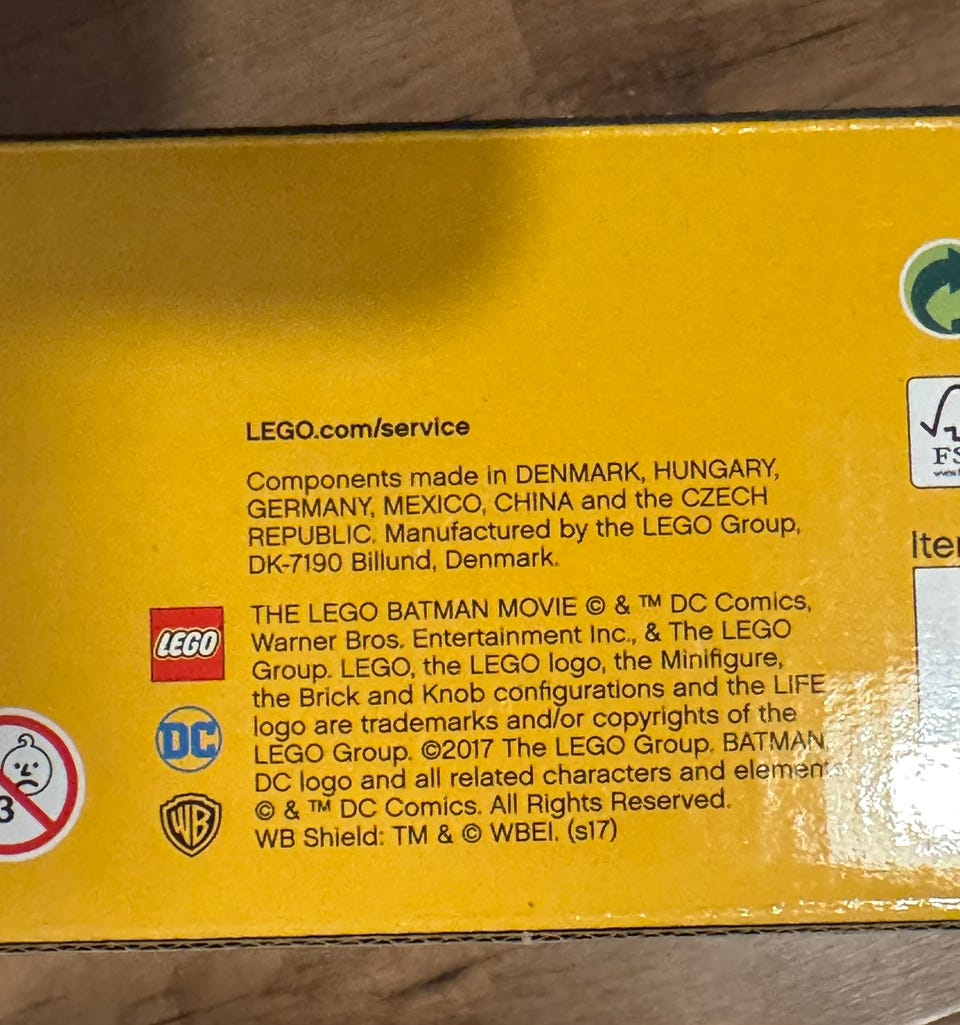 LEGO.com/service
Components made in DENMARK, HUNGARY,
GERMANY, MEXICO, CHINA and the CZECH
REPUBLIC. Manufactured by the LEGO Group,
DK-7190 Billund, Denmark.
THE LEGO BATMAN MOVIE © & ™ DC Comics,
Warner Bros. Entertainment Inc., & The LEGO
Group. LEGO, the LEGO logo, the Minifigure,
the Brick and Knob configurations and the LIFE
logo are trademarks and/or copyrights of the
LEGO Group. ©2017 The LEGO Group. BATMAN,
DC logo and all related characters and
© & ™ DC Comics. All Rights Reserved.
WB Shield: TM & © WBEI. (s17)
LEGO
DC
WB
3